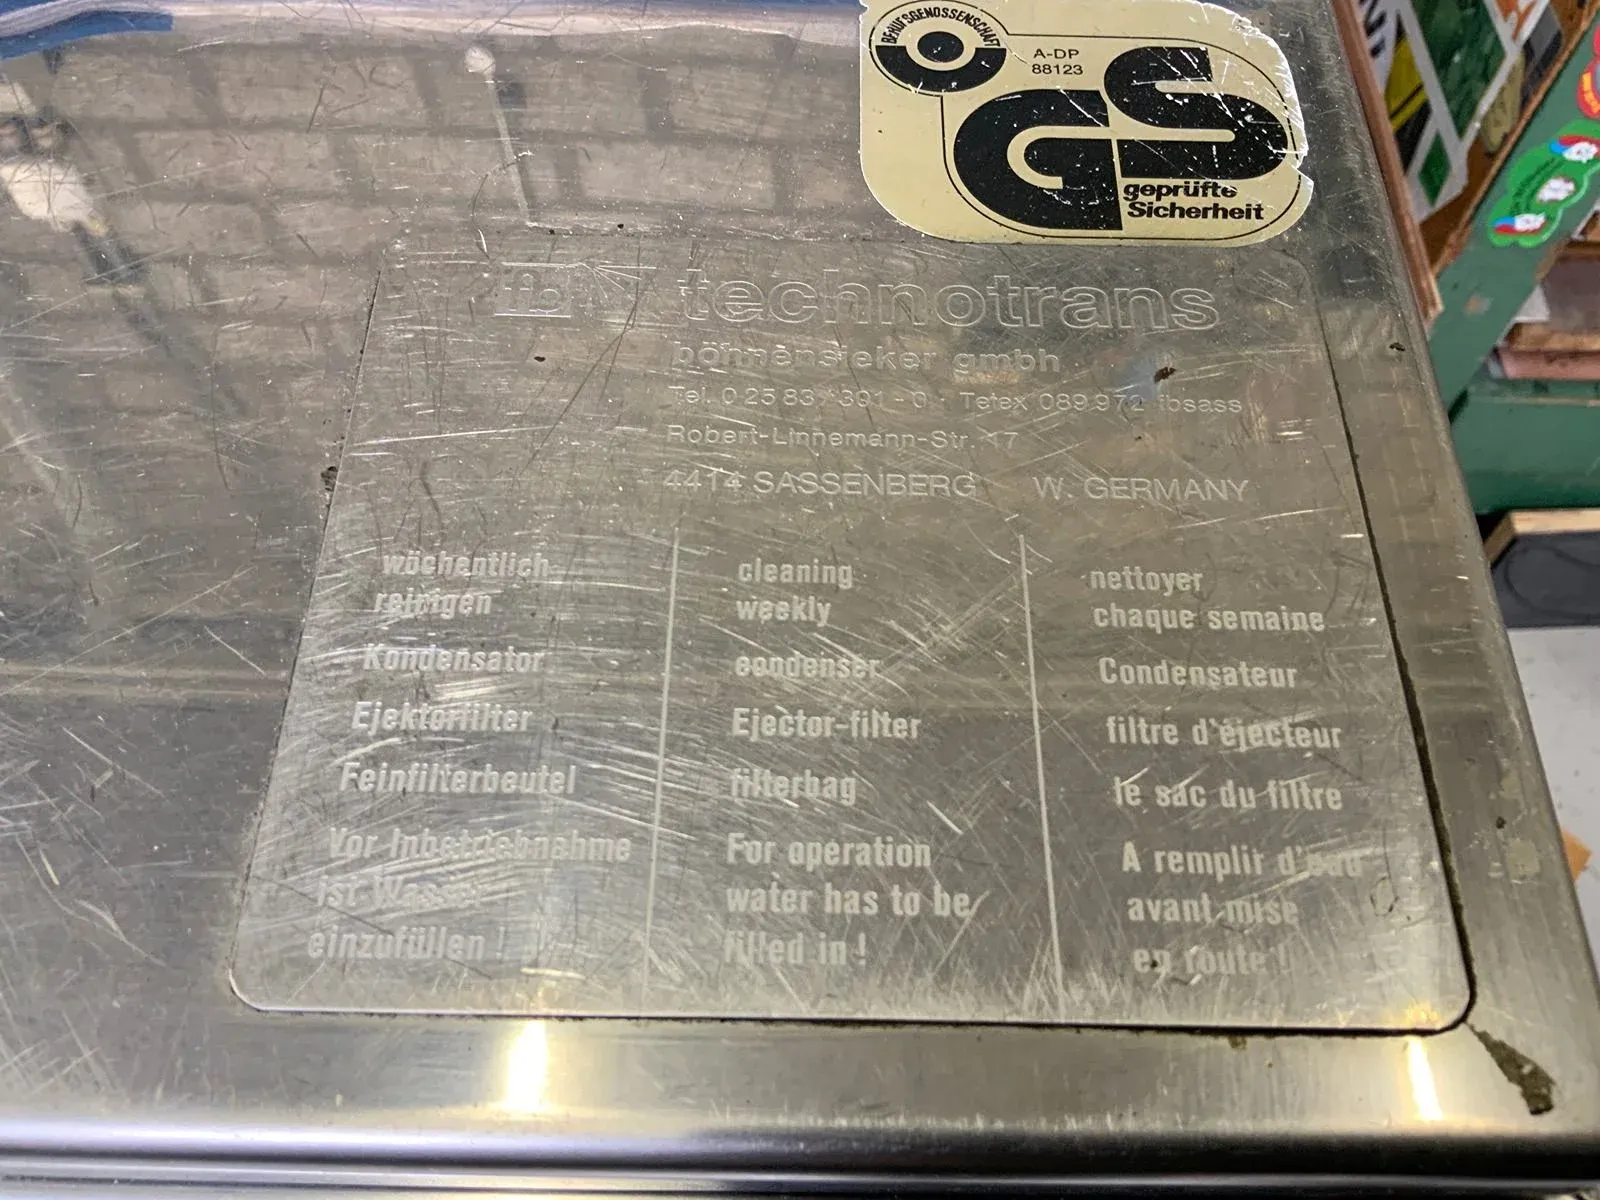 BERUFSGENOSSENSCHAFT
A-DP
88123
GS
geprüfte
Sicherheit
fb
technotrans
böhnensieker gmbh
Tel. 0 25 83 / 301 - 0 · Telex 089 972 fbsass
Robert-Linnemann-Str. 17
4414 SASSENBERG W. GERMANY
wöchentlich
reinigen
Kondensator
Ejektorfilter
Feinfilterbeutel
Vor Inbetriebnahme
ist Wasser
einzufüllen !
cleaning
weekly
condenser
Ejector-filter
filterbag
For operation
water has to be
filled in !
nettoyer
chaque semaine
Condensateur
filtre d'éjecteur
le sac du filtre
A remplir d'eau
avant mise
en route !